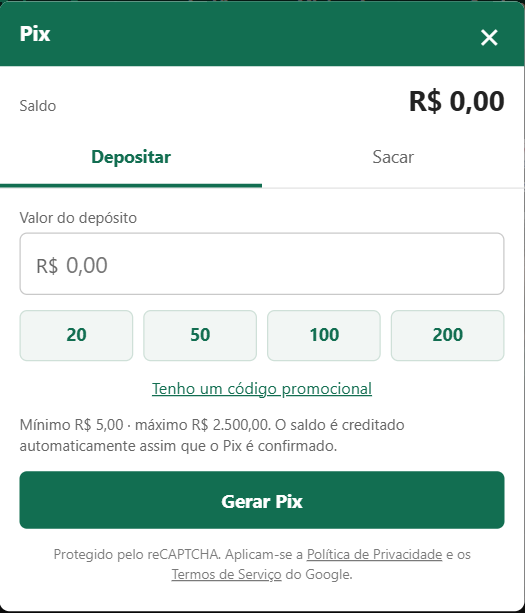 Pix
Saldo
R$ 0,00
Depositar
Sacar
Valor do depósito
R$ 0,00
20
50
100
200
Tenho um código promocional
Mínimo R$ 5,00 · máximo R$ 2.500,00. O saldo é creditado
automaticamente assim que o Pix é confirmado.
Gerar Pix
Protegido pelo reCAPTCHA. Aplicam-se a Política de Privacidade e os
Termos de Serviço do Google.